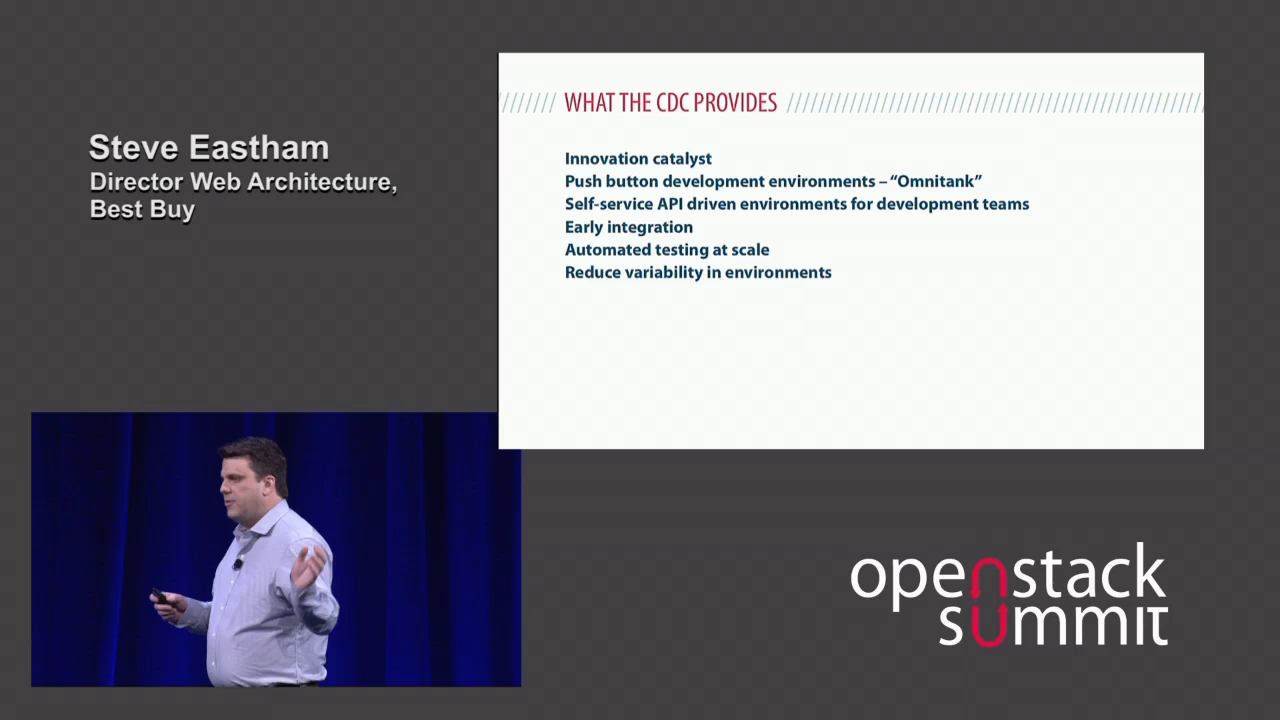 Steve Eastham
Director Web Architecture,
Best Buy
WHAT THE CDC PROVIDES
Innovation catalyst
Push button development environments – “Omnitank”
Self-service API driven environments for development teams
Early integration
Automated testing at scale
Reduce variability in environments
openstack
summit